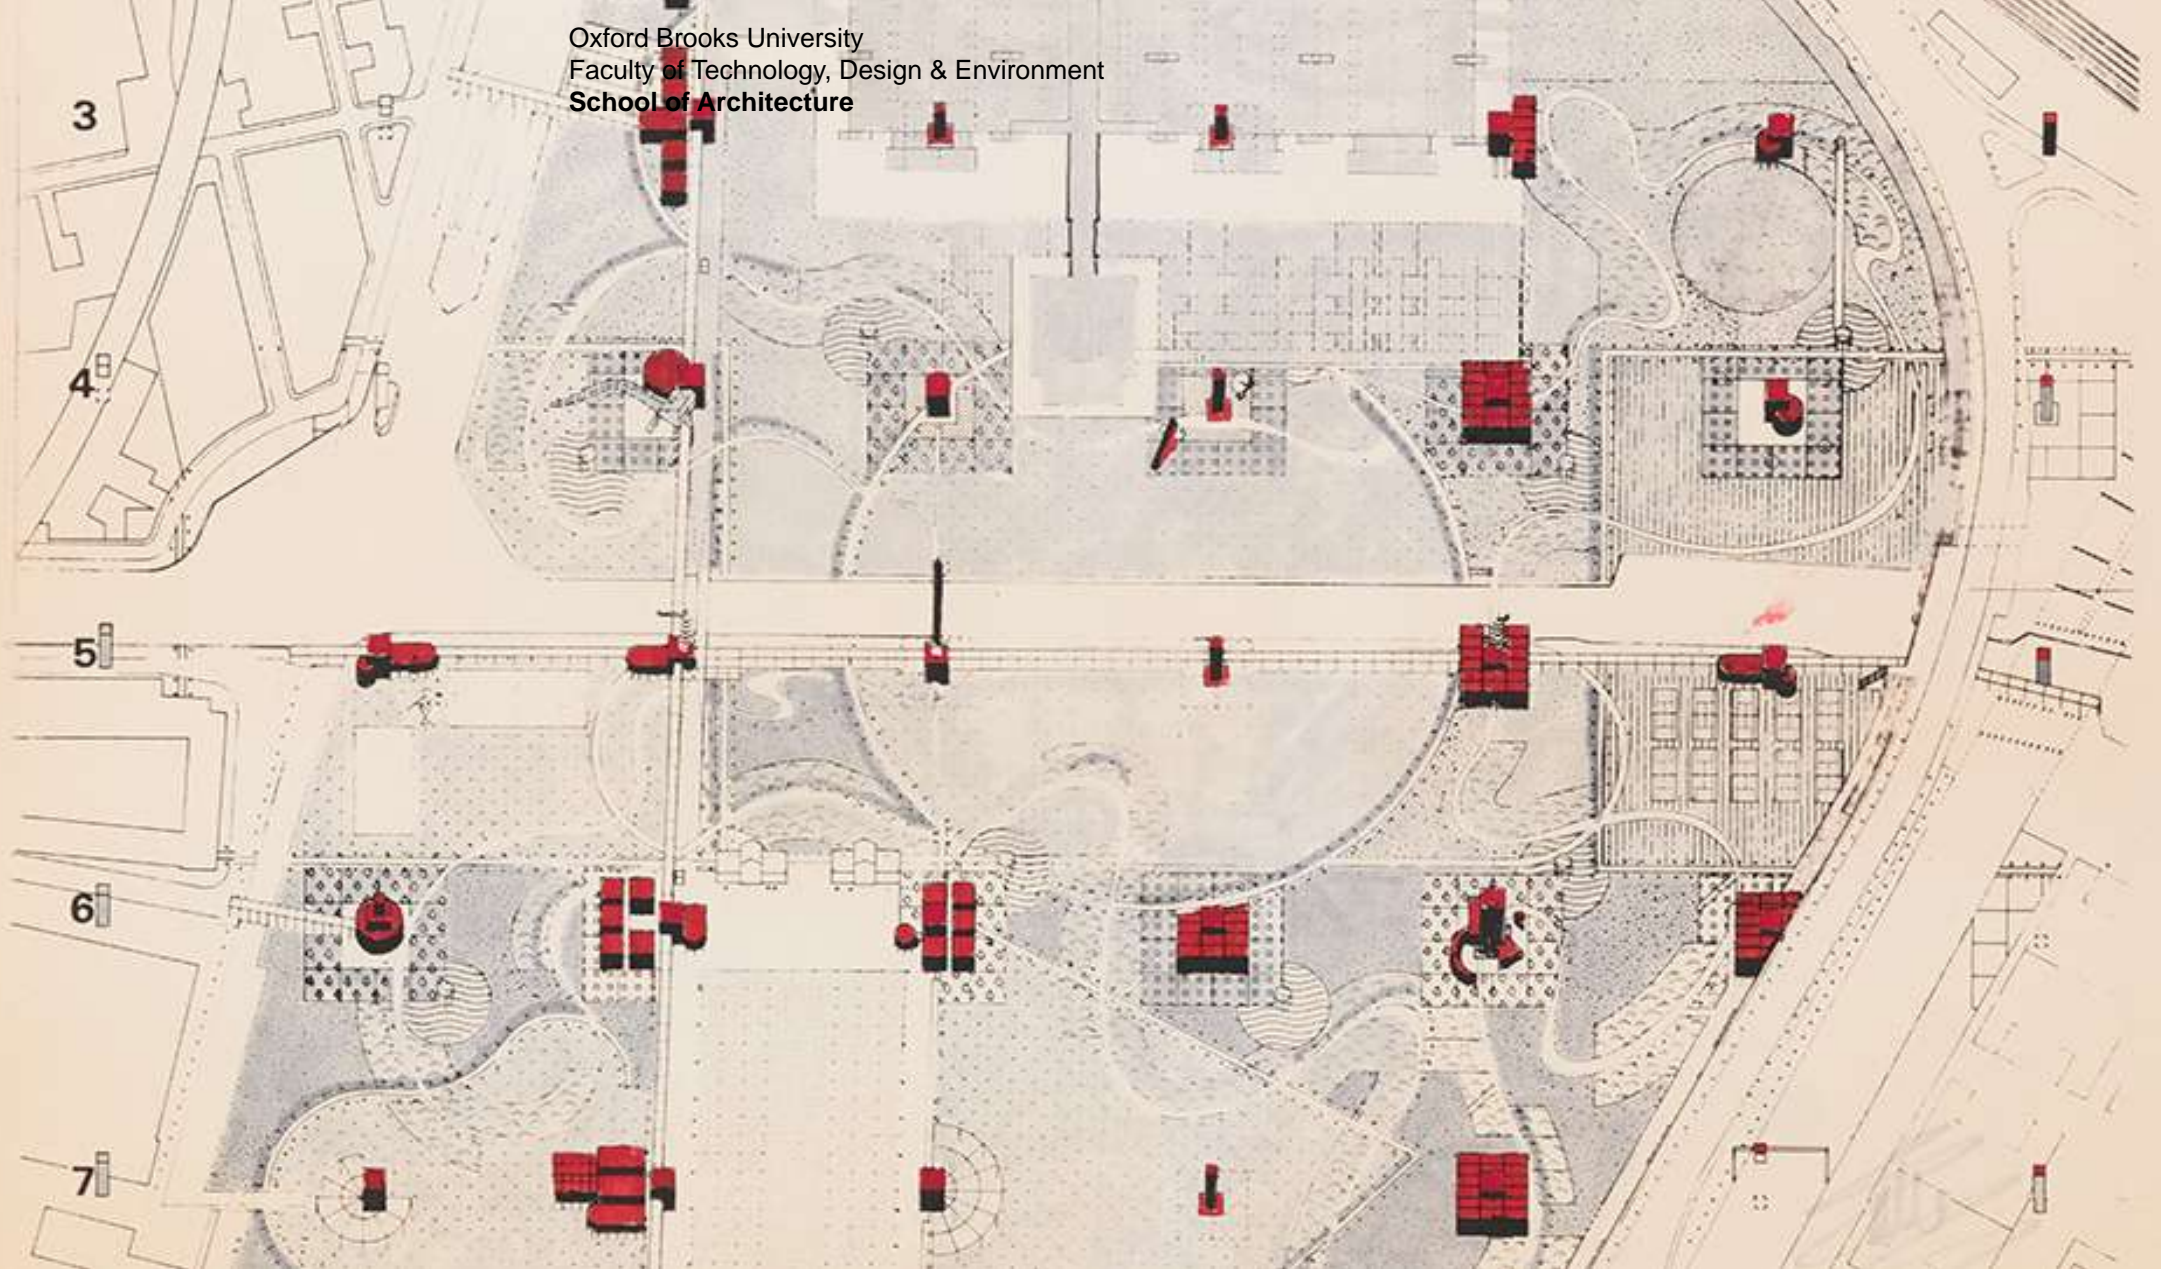 Oxford Brooks University
Faculty of Technology, Design & Environment
School of Architecture
3
4
5
6
7